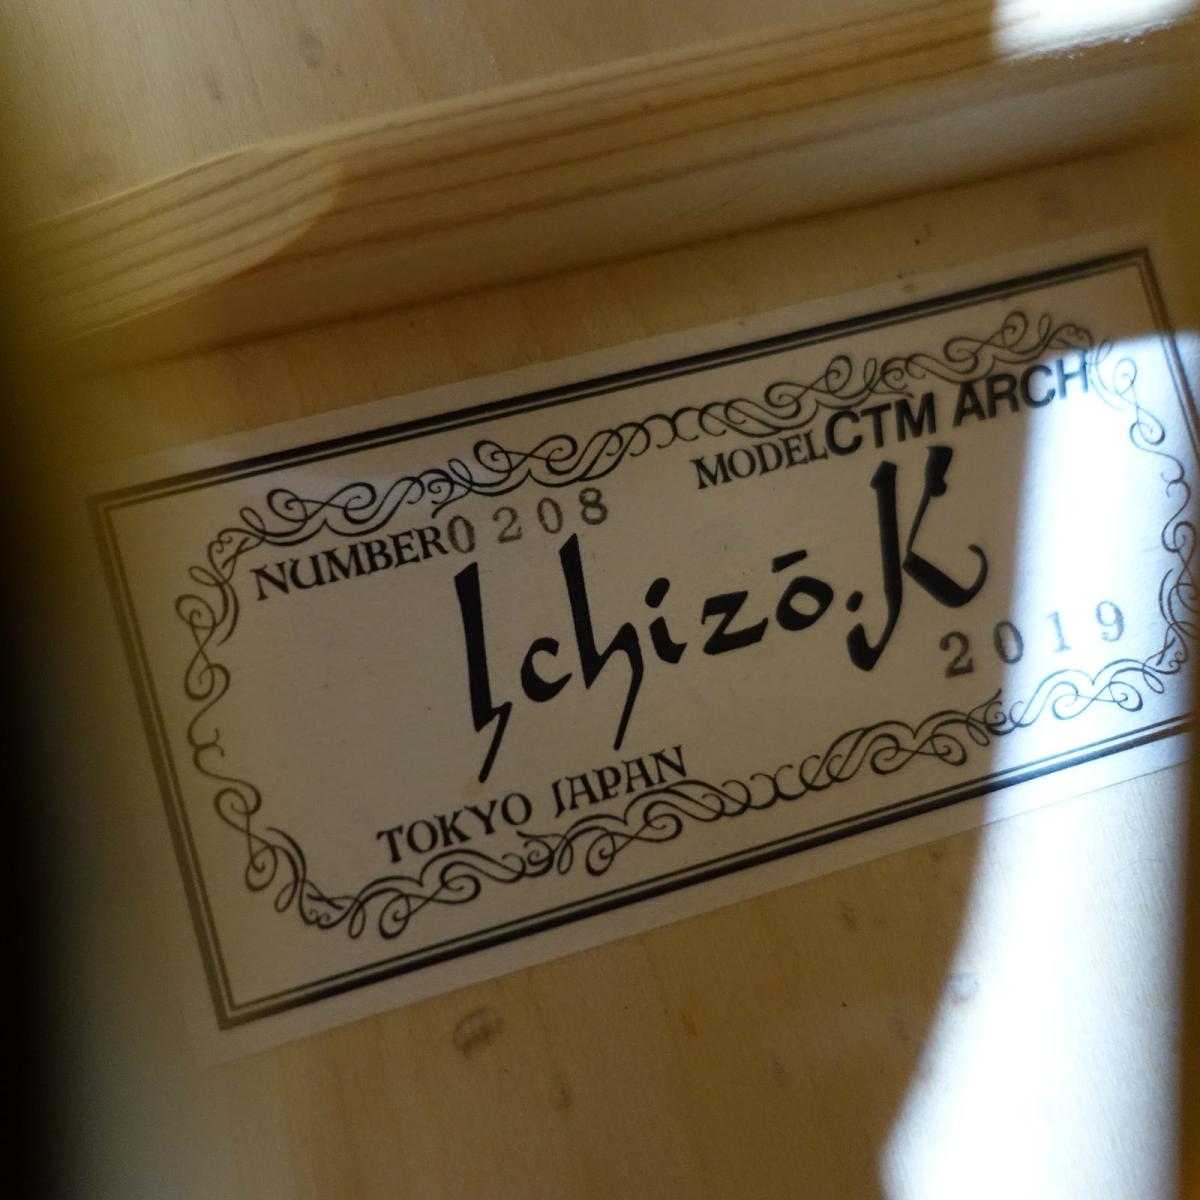 NUMBER 0208 MODEL CTM ARCH
Ichizō.K
2019
TOKYO JAPAN